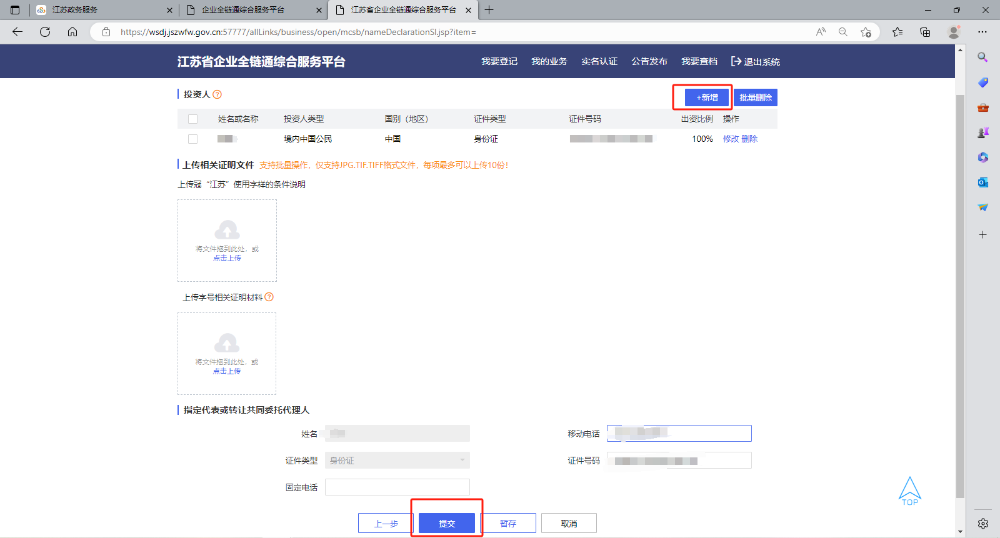 江苏政务服务
企业全链通综合服务平台
江苏省企业全链通综合服务平台
https://wsdj.jszwfw.gov.cn:57777/allLinks/business/open/mcsb/nameDeclarationSl.jsp?item=
江苏省企业全链通综合服务平台
我要登记 我的业务 实名认证 公告发布 我要查档 退出系统
投资人 ?
+新增 批量删除
姓名或名称 投资人类型 国别（地区） 证件类型 证件号码 出资比例 操作
境内中国公民 中国 身份证 100% 修改 删除
上传相关证明文件 支持批量操作，仅支持JPG.TIF.TIFF格式文件，每项最多可以上传10份！
上传冠“江苏”使用字样的条件说明
将文件拖到此处，或
点击上传
上传字号相关证明材料 ?
将文件拖到此处，或
点击上传
指定代表或转让共同委托代理人
姓名 移动电话
证件类型 身份证 证件号码
固定电话
TOP
上一步 提交 暂存 取消